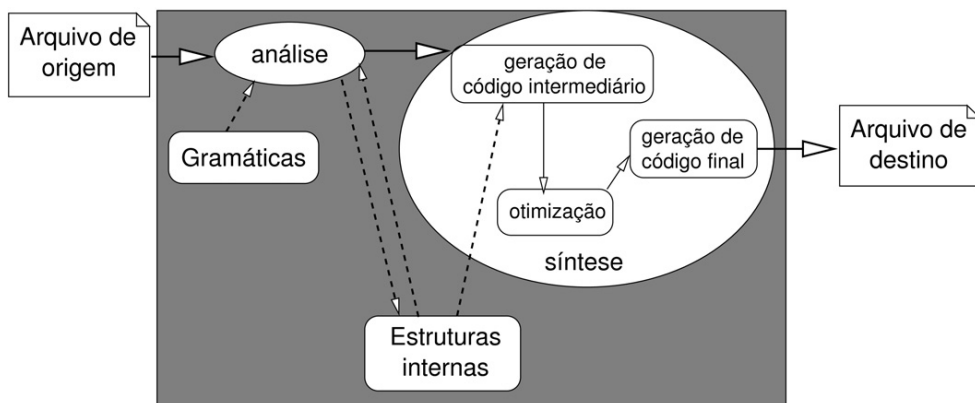 Arquivo de
origem
análise
geração de
código intermediário
Gramáticas
geração de
código final
Arquivo de
destino
otimização
síntese
Estruturas
internas